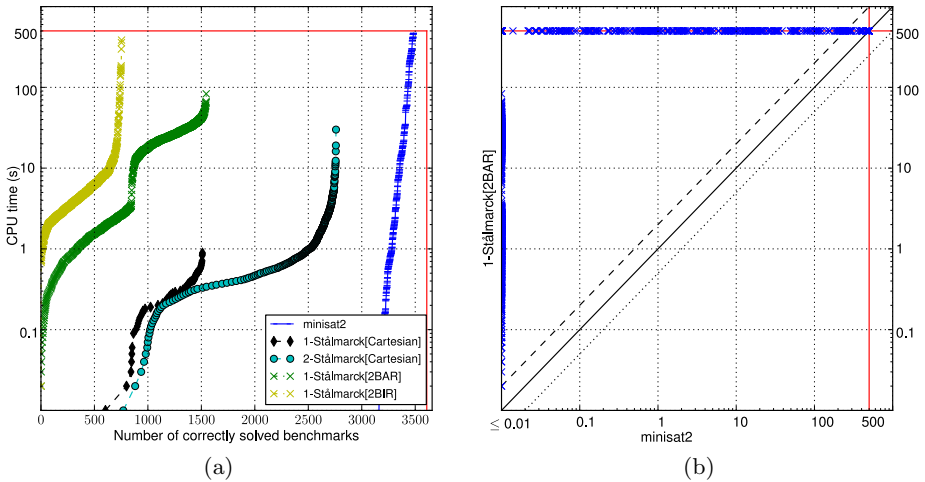 500
100
10
1
0.1
CPU time (s)
minisat2
1-Stålmarck[Cartesian]
2-Stålmarck[Cartesian]
1-Stålmarck[2BAR]
1-Stålmarck[2BIR]
0 500 1000 1500 2000 2500 3000 3500
Number of correctly solved benchmarks
(a)
500
100
10
1
0.1
1-Stålmarck[2BAR]
≤ 0.01 0.1 1 10 100 500
minisat2
(b)